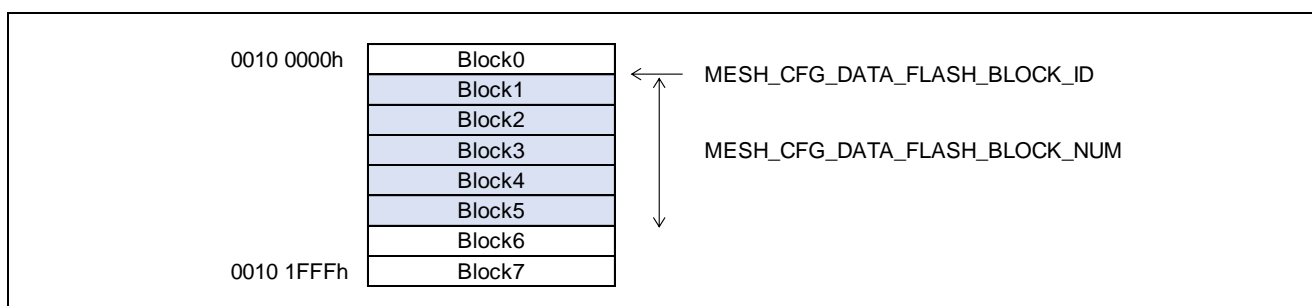 0010 0000h Block0
MESH_CFG_DATA_FLASH_BLOCK_ID
Block1
Block2
Block3 MESH_CFG_DATA_FLASH_BLOCK_NUM
Block4
Block5
Block6
0010 1FFFh Block7